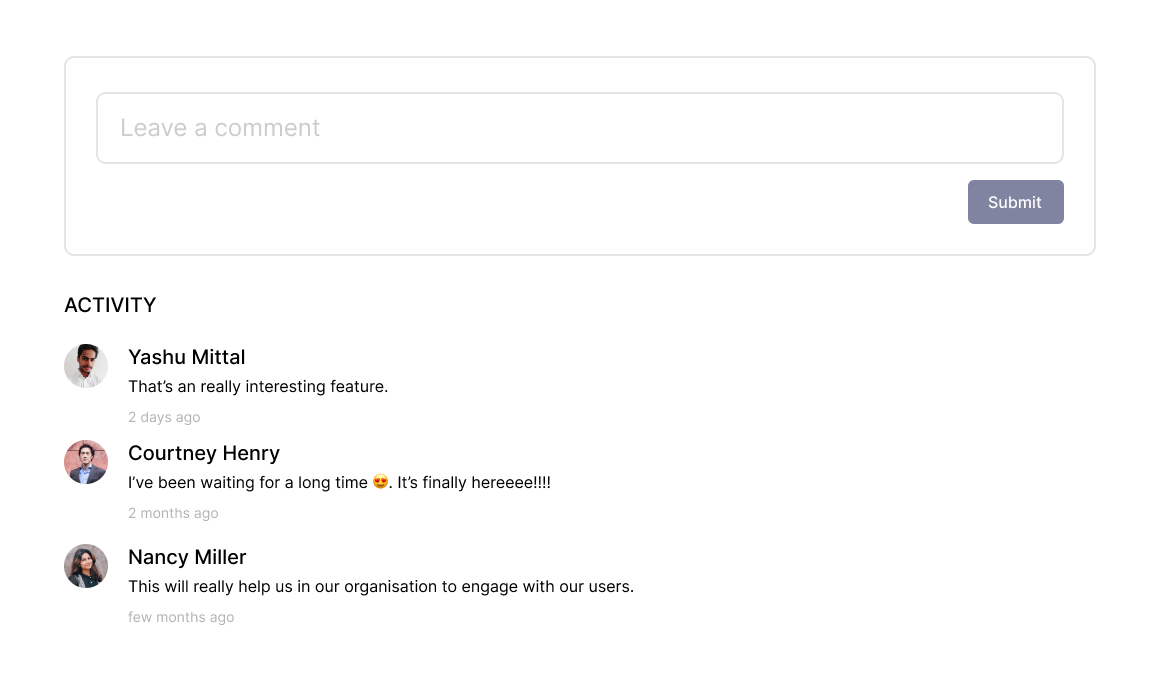 Leave a comment
Submit
ACTIVITY
Yashu Mittal
That’s an really interesting feature.
2 days ago
Courtney Henry
I’ve been waiting for a long time 😍. It’s finally hereeee!!!!
2 months ago
Nancy Miller
This will really help us in our organisation to engage with our users.
few months ago